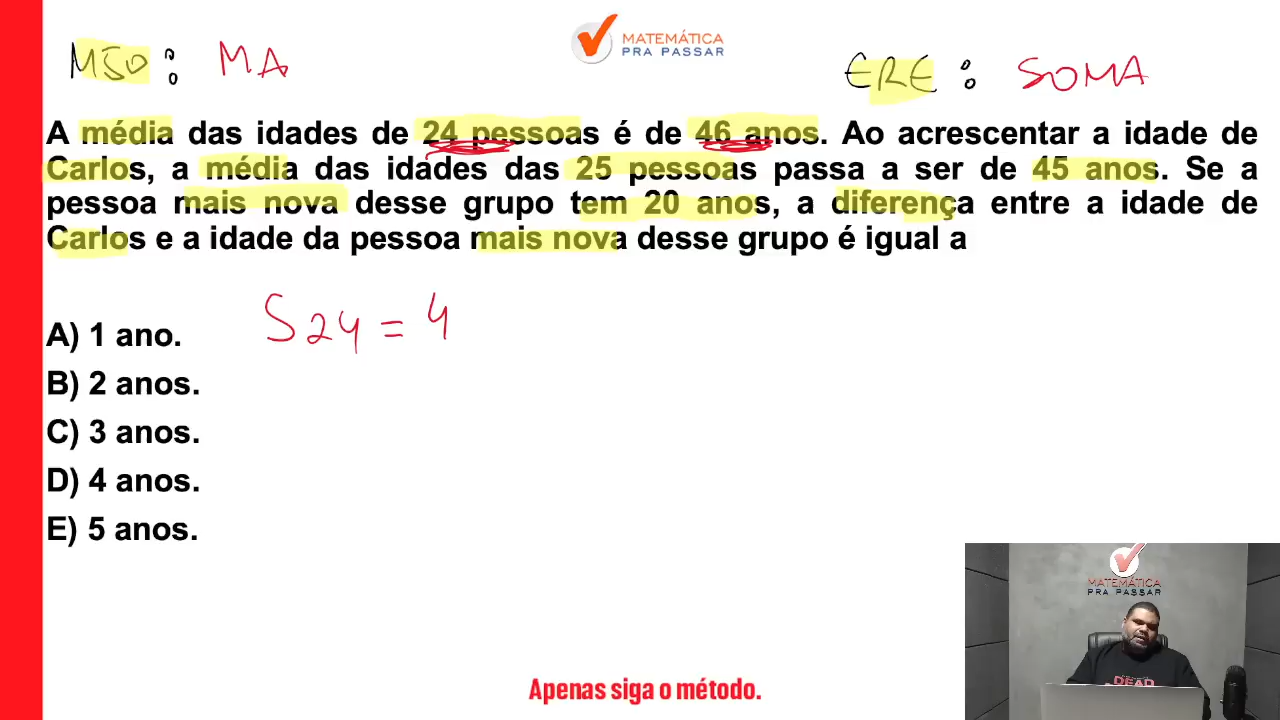 MATEMÁTICA
PRA PASSAR
M50 : MA
ERE : SOMA
A média das idades de 24 pessoas é de 46 anos. Ao acrescentar a idade de
Carlos, a média das idades das 25 pessoas passa a ser de 45 anos. Se a
pessoa mais nova desse grupo tem 20 anos, a diferença entre a idade de
Carlos e a idade da pessoa mais nova desse grupo é igual a
S24 = 4
A) 1 ano.
B) 2 anos.
C) 3 anos.
D) 4 anos.
E) 5 anos.
MATEMÁTICA
PRA PASSAR
DEAD
Apenas siga o método.